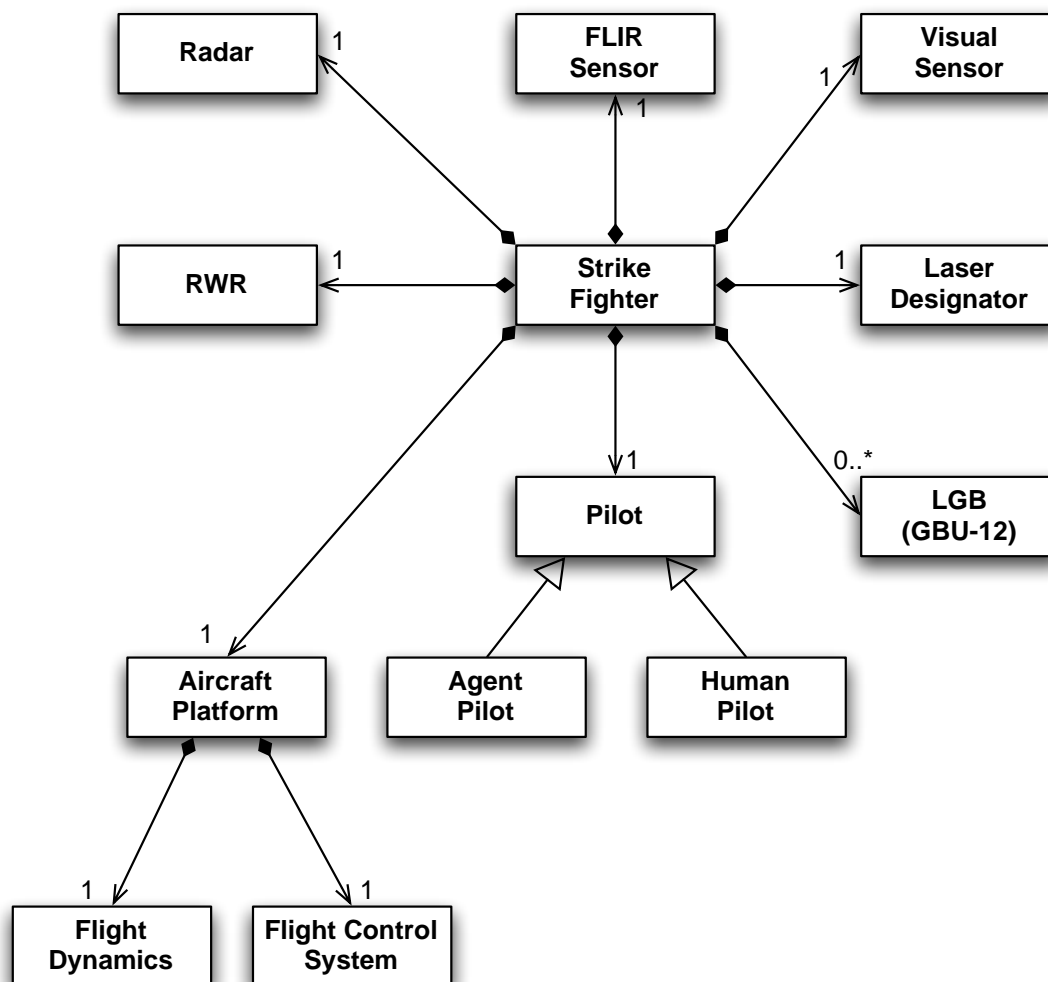 Radar
1
FLIR
Sensor
1
Visual
Sensor
1
RWR
1
Strike
Fighter
1
Laser
Designator
0..*
LGB
(GBU-12)
1
Pilot
1
Aircraft
Platform
Agent
Pilot
Human
Pilot
1
Flight
Dynamics
1
Flight Control
System